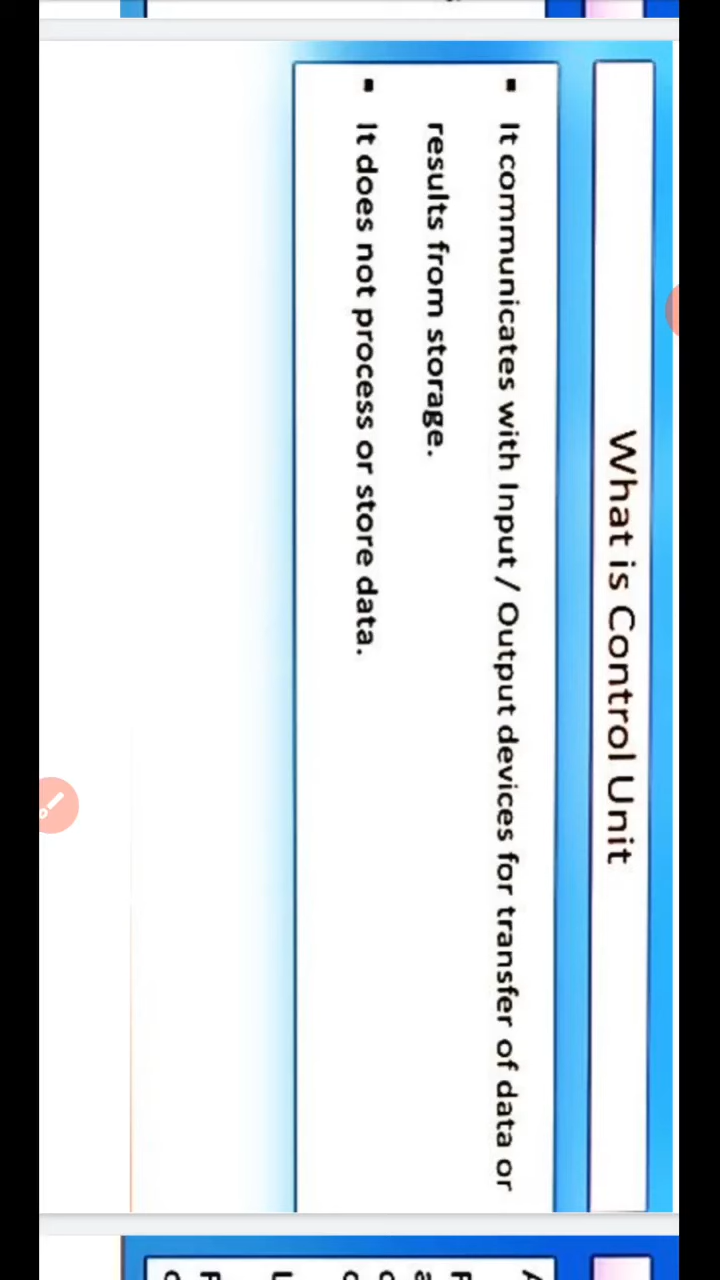 What is Control Unit
▪ It communicates with Input / Output devices for transfer of data or
results from storage.
▪ It does not process or store data.